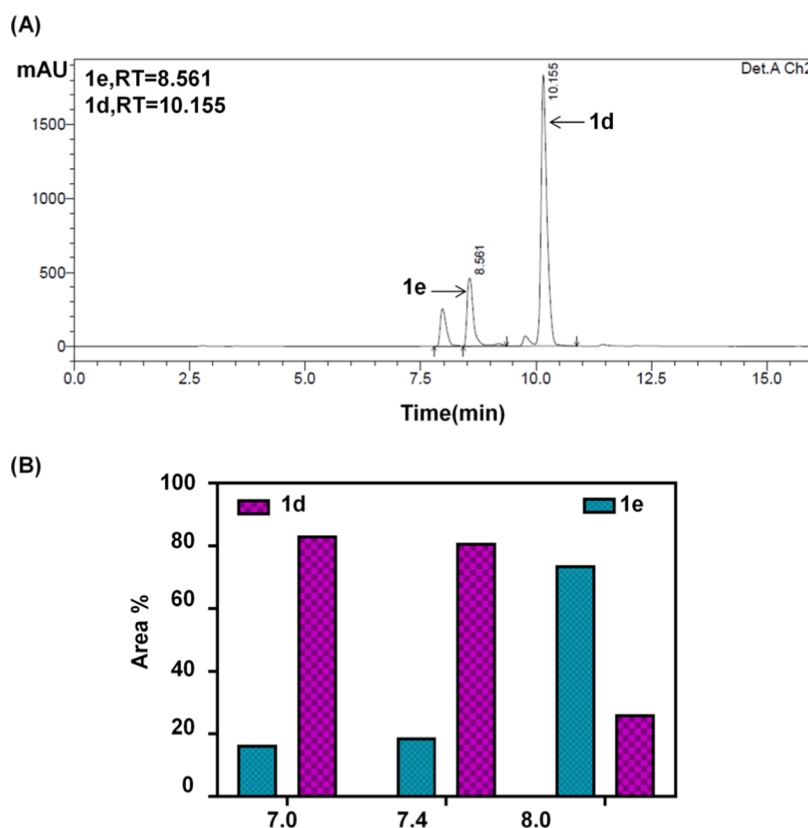 (A)
mAU
1e,RT=8.561
1d,RT=10.155
Det.A Ch2
10.155
1d
1500
1000
500
0
8.561
1e
0.0 2.5 5.0 7.5 10.0 12.5 15.0
Time(min)
(B)
100
80
60
40
20
0
Area %
1d
1e
7.0 7.4 8.0